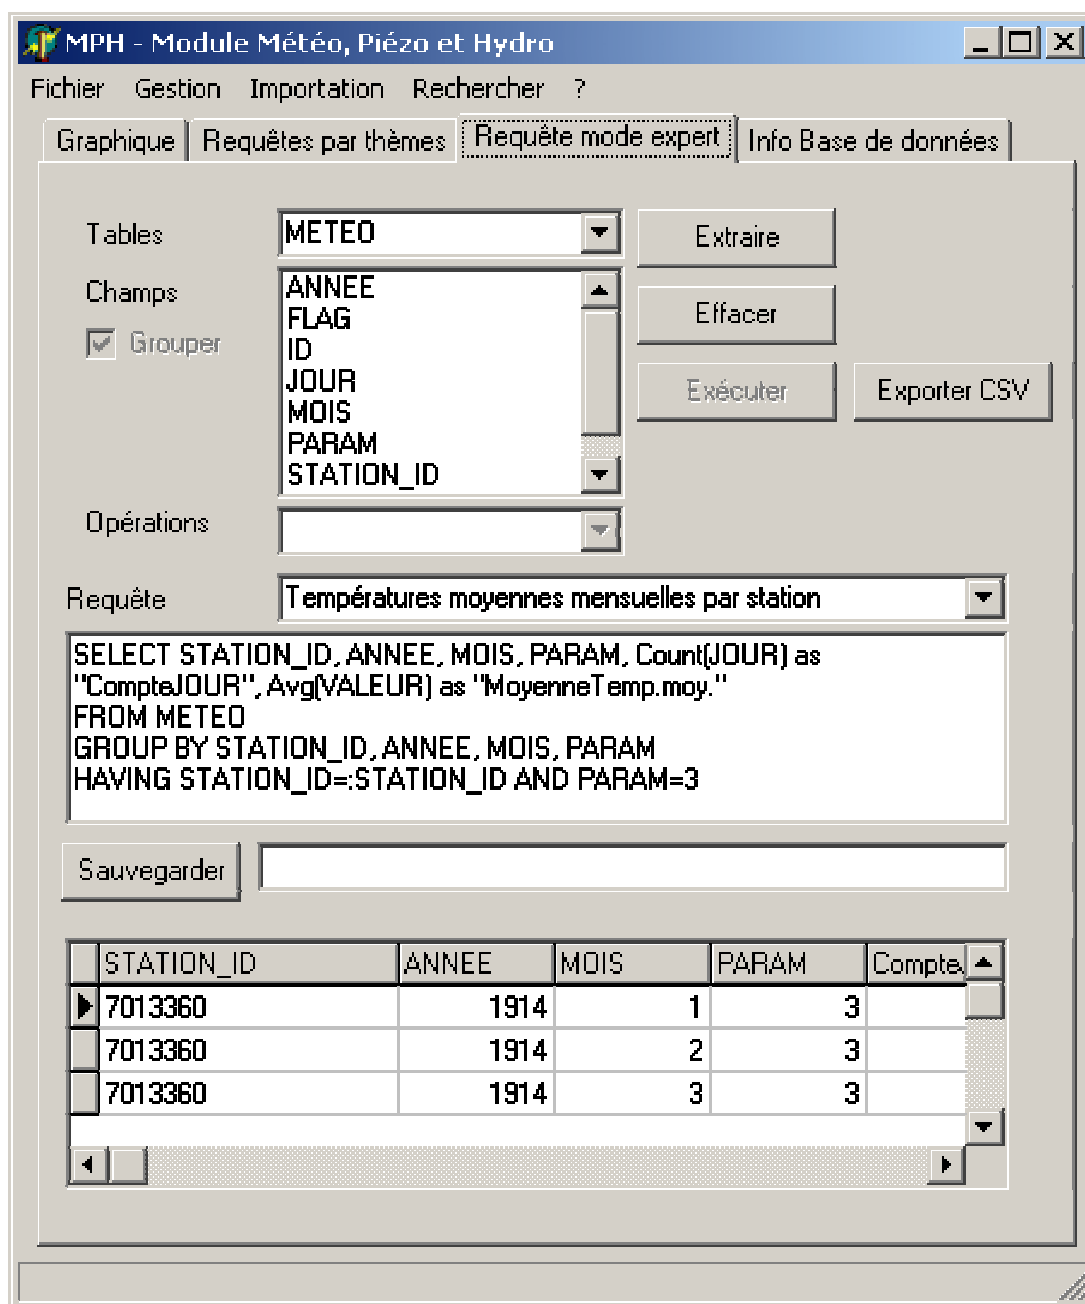 MPH - Module Météo, Piézo et Hydro
Fichier Gestion Importation Rechercher ?
Graphique Requêtes par thèmes Requête mode expert Info Base de données
Tables METEO Extraire
Champs ANNEE
FLAG Effacer
Grouper ID
JOUR Exécuter Exporter CSV
MOIS
PARAM
STATION_ID
Opérations
Requête Températures moyennes mensuelles par station
SELECT STATION_ID, ANNEE, MOIS, PARAM, Count(JOUR) as
"CompteJOUR", Avg(VALEUR) as "MoyenneTemp.moy."
FROM METEO
GROUP BY STATION_ID, ANNEE, MOIS, PARAM
HAVING STATION_ID=:STATION_ID AND PARAM=3
Sauvegarder
STATION_ID ANNEE MOIS PARAM Compte
7013360 1914 1 3
7013360 1914 2 3
7013360 1914 3 3